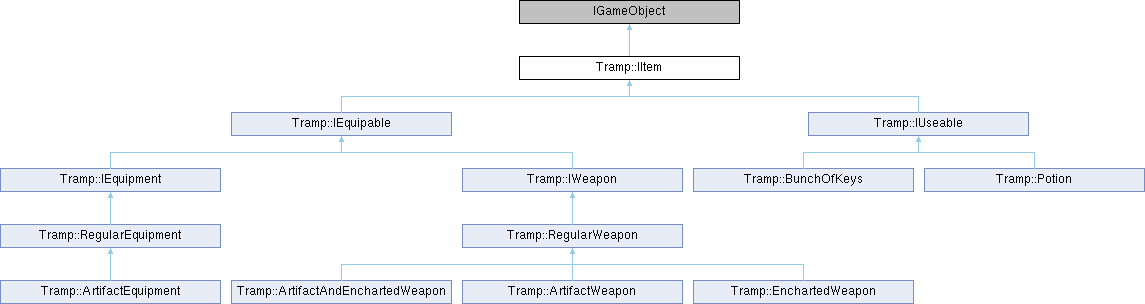 IGameObject
Tramp::IItem
Tramp::IEquipable
Tramp::IUseable
Tramp::IEquipment
Tramp::IWeapon
Tramp::BunchOfKeys
Tramp::Potion
Tramp::RegularEquipment
Tramp::RegularWeapon
Tramp::ArtifactEquipment
Tramp::ArtifactAndEnchartedWeapon
Tramp::ArtifactWeapon
Tramp::EnchartedWeapon